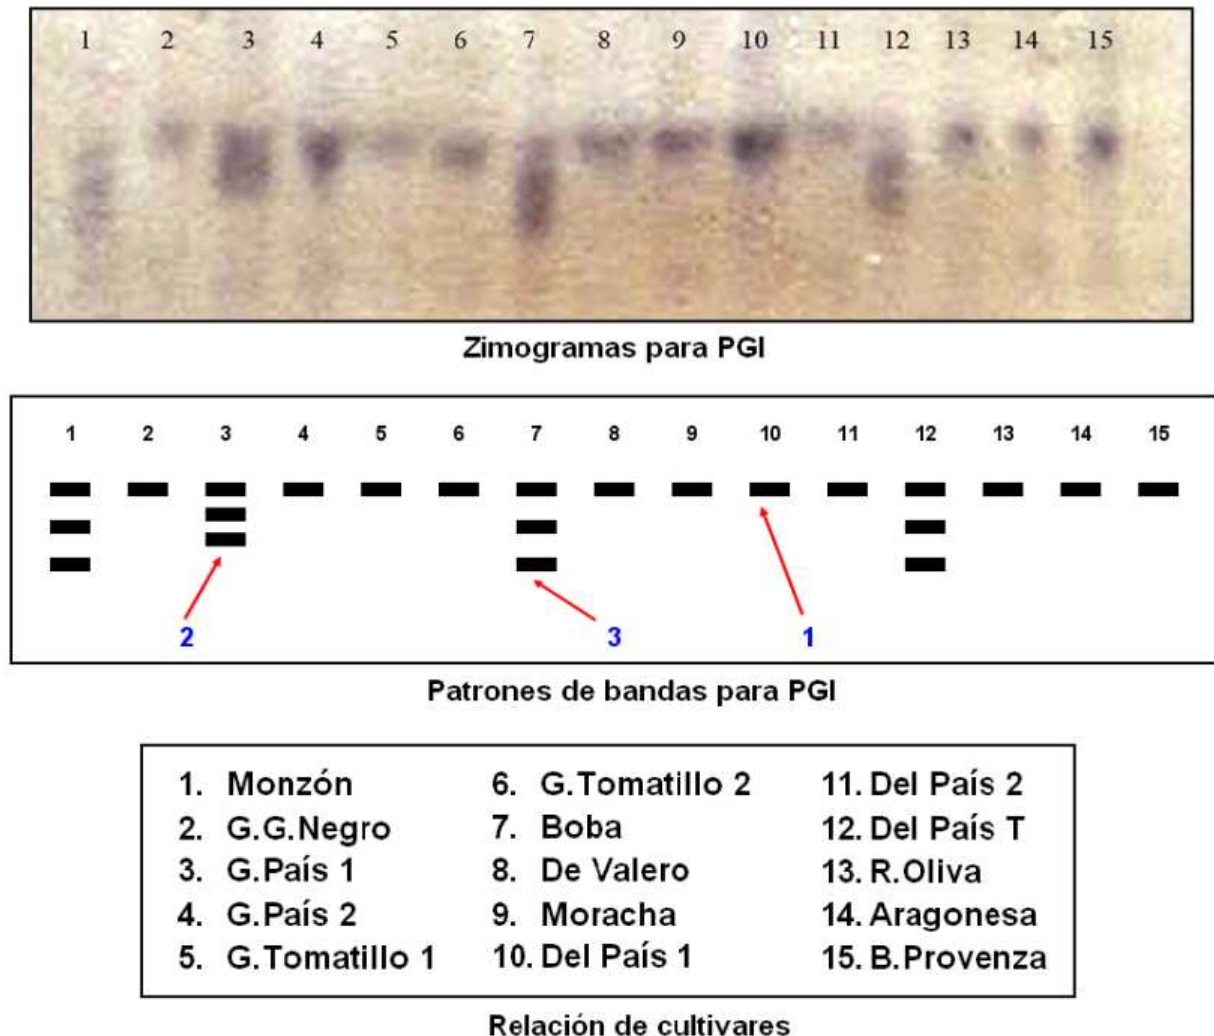 1 2 3 4 5 6 7 8 9 10 11 12 13 14 15
Zimogramas para PGI
1 2 3 4 5 6 7 8 9 10 11 12 13 14 15
2 3 1
Patrones de bandas para PGI
1. Monzón
2. G.G.Negro
3. G.País 1
4. G.País 2
5. G.Tomatillo 1
6. G.Tomatillo 2
7. Boba
8. De Valero
9. Moracha
10. Del País 1
11. Del País 2
12. Del País T
13. R.Oliva
14. Aragonesa
15. B.Provenza
Relación de cultivares